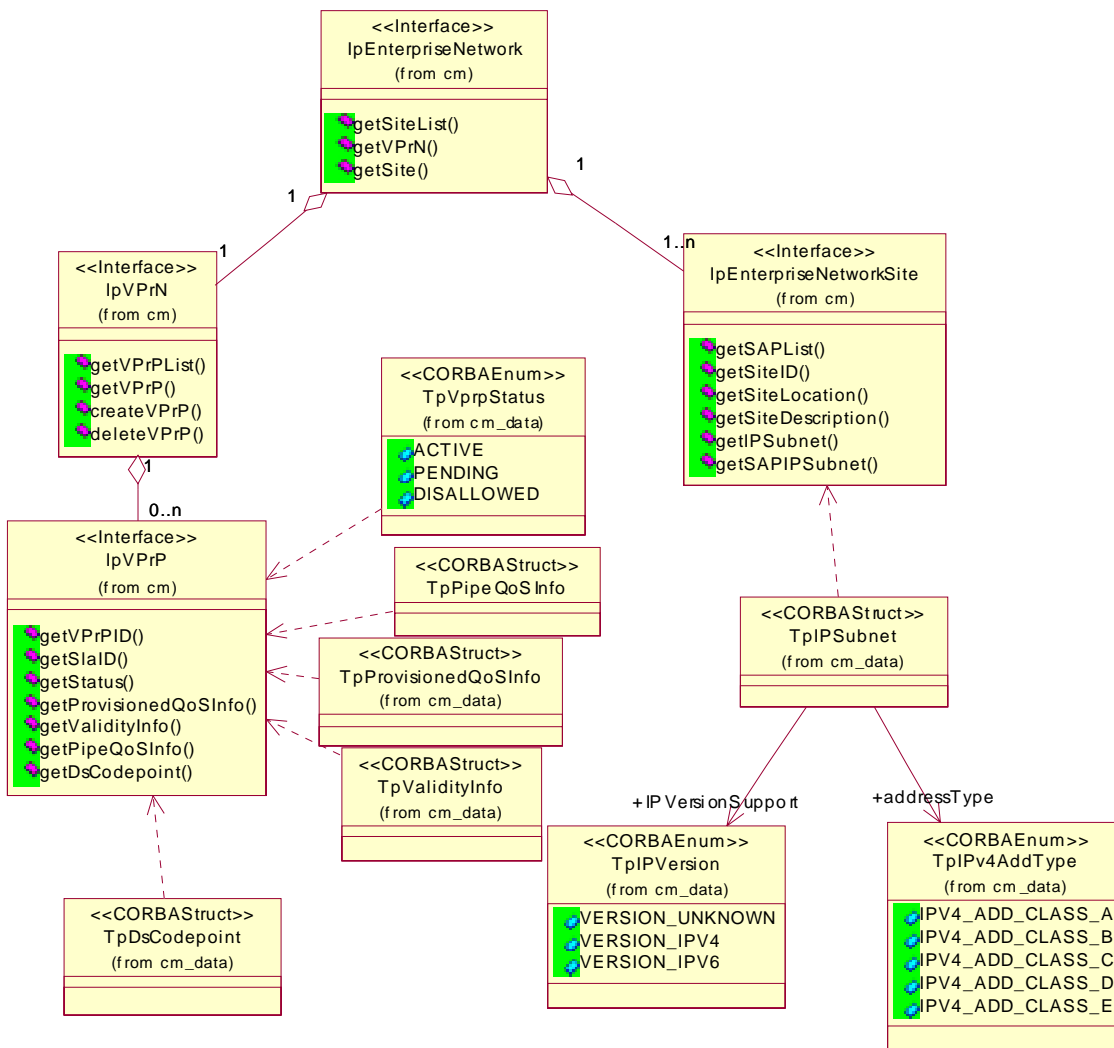 <<Interface>>
IpEnterpriseNetwork
(from cm)
getSiteList()
getVPrN()
getSite()
1
1
1
1..n
<<Interface>>
IpVPrN
(from cm)
getVPrPList()
getVPrP()
createVPrP()
deleteVPrP()
1
0..n
<<Interface>>
IpEnterpriseNetworkSite
(from cm)
getSAPList()
getSiteID()
getSiteLocation()
getSiteDescription()
getIPSubnet()
getSAPIPSubnet()
<<CORBAEnum>>
TpVprpStatus
(from cm_data)
ACTIVE
PENDING
DISALLOWED
<<Interface>>
IpVPrP
(from cm)
getVPrPID()
getSlaID()
getStatus()
getProvisionedQoSInfo()
getValidityInfo()
getPipeQoSInfo()
getDsCodepoint()
<<CORBAStruct>>
TpPipeQoSInfo
<<CORBAStruct>>
TpProvisionedQoSInfo
(from cm_data)
<<CORBAStruct>>
TpValidityInfo
(from cm_data)
<<CORBAStruct>>
TpIPSubnet
(from cm_data)
+IPVersionSupport
+addressType
<<CORBAEnum>>
TpIPVersion
(from cm_data)
VERSION_UNKNOWN
VERSION_IPV4
VERSION_IPV6
<<CORBAEnum>>
TpIPv4AddType
(from cm_data)
IPV4_ADD_CLASS_A
IPV4_ADD_CLASS_B
IPV4_ADD_CLASS_C
IPV4_ADD_CLASS_D
IPV4_ADD_CLASS_E
<<CORBAStruct>>
TpDsCodepoint
(from cm_data)